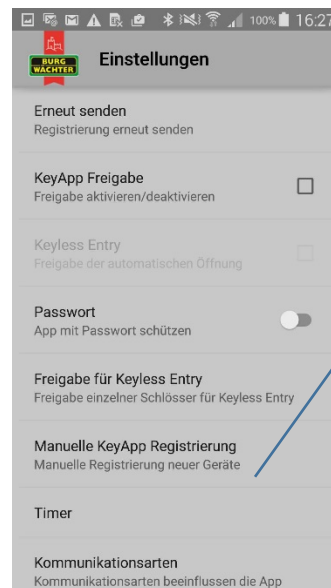 100% 16:27
BURG
WÄCHTER
Einstellungen
Erneut senden
Registrierung erneut senden
KeyApp Freigabe
Freigabe aktivieren/deaktivieren
Keyless Entry
Freigabe der automatischen Öffnung
Passwort
App mit Passwort schützen
Freigabe für Keyless Entry
Freigabe einzelner Schlösser für Keyless Entry
Manuelle KeyApp Registrierung
Manuelle Registrierung neuer Geräte
Timer
Kommunikationsarten
Kommunikationsarten beeinflussen die App